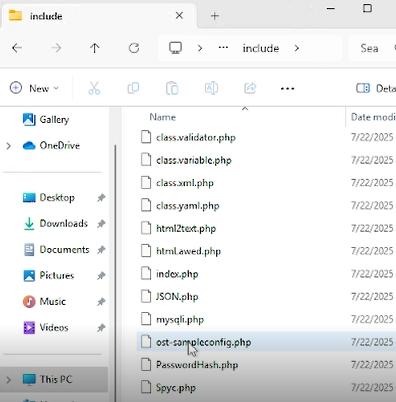 include
... include
Sea
New
Deta
Name
Date modi
Gallery
OneDrive
Desktop
Downloads
Documents
Pictures
Music
Videos
This PC
class.validator.php 7/22/2025
class.variable.php 7/22/2025
class.xml.php 7/22/2025
class.yaml.php 7/22/2025
html2text.php 7/22/2025
htmLawed.php 7/22/2025
index.php 7/22/2025
JSON.php 7/22/2025
mysqli.php 7/22/2025
ost-sampleconfig.php 7/22/2025
PasswordHash.php 7/22/2025
Spyc.php 7/22/2025